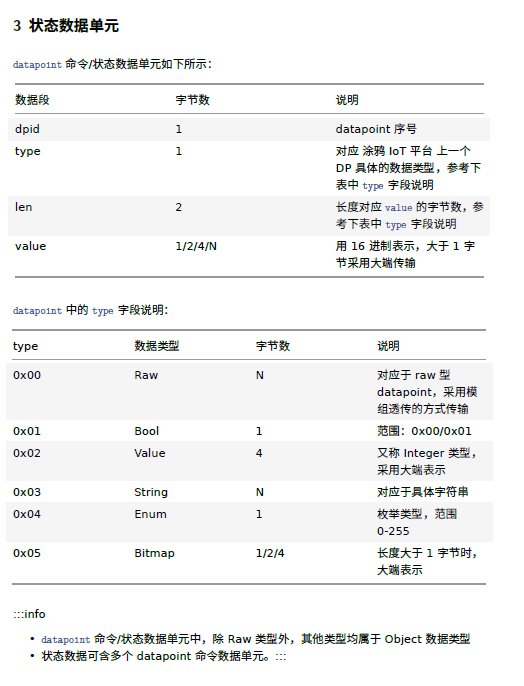 3 状态数据单元
datapoint 命令/状态数据单元如下所示：
数据段 字节数 说明
dpid 1 datapoint 序号
type 1 对应 涂鸦 IoT 平台 上一个
DP 具体的数据类型，参考下
表中 type 字段说明
len 2 长度对应 value 的字节数，参
考下表中 type 字段说明
value 1/2/4/N 用 16 进制表示，大于 1 字
节采用大端传输
datapoint 中的 type 字段说明：
type 数据类型 字节数 说明
0x00 Raw N 对应于 raw 型
datapoint，采用模
组透传的方式传输
0x01 Bool 1 范围：0x00/0x01
0x02 Value 4 又称 Integer 类型，
采用大端表示
0x03 String N 对应于具体字符串
0x04 Enum 1 枚举类型，范围
0-255
0x05 Bitmap 1/2/4 长度大于 1 字节时，
大端表示
:::info
• datapoint 命令/状态数据单元中，除 Raw 类型外，其他类型均属于 Object 数据类型
• 状态数据可含多个 datapoint 命令数据单元。:::